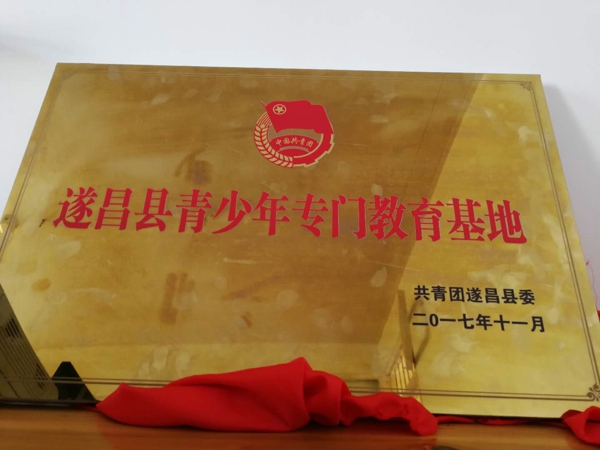 中国共青团
遂昌县青少年专门教育基地
共青团遂昌县委
二〇一七年十一月